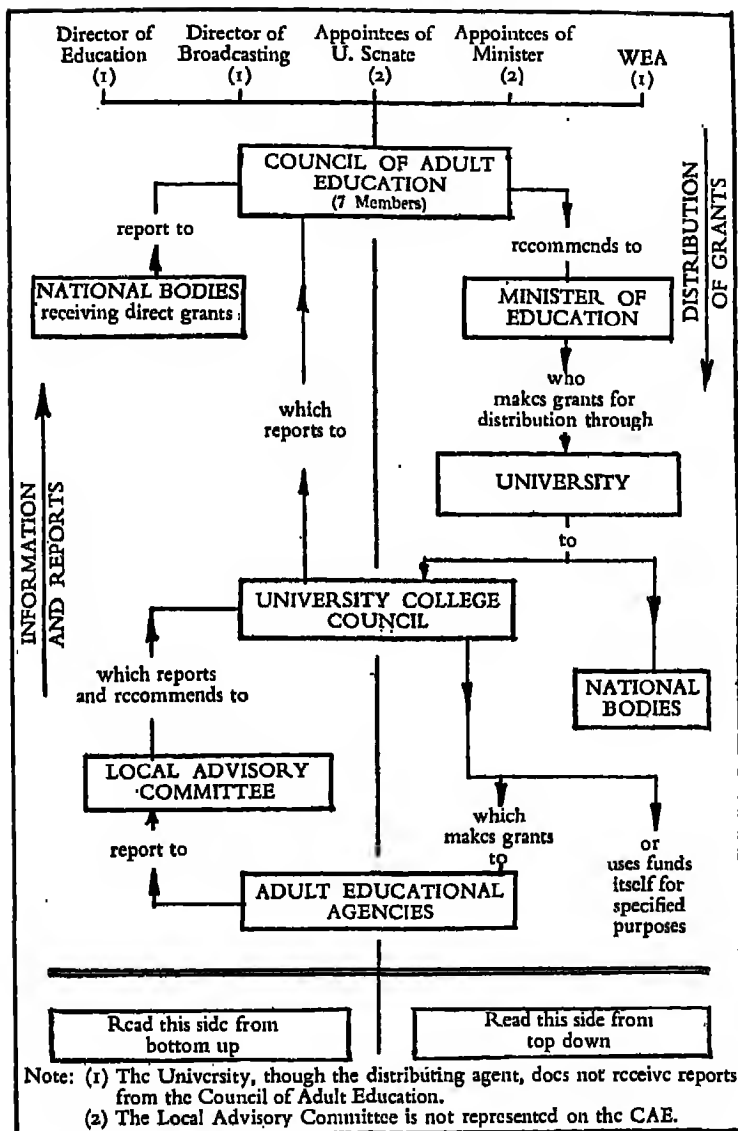 Director of Education (1)
Director of Broadcasting (1)
Appointees of U. Senate (2)
Appointees of Minister (2)
WEA (1)
COUNCIL OF ADULT
EDUCATION
(7 Members)
report to
recommends to
DISTRIBUTION
OF GRANTS
NATIONAL BODIES
receiving direct grants
MINISTER OF
EDUCATION
which
reports to
who
makes grants for
distribution through
UNIVERSITY
to
INFORMATION
AND REPORTS
UNIVERSITY COLLEGE
COUNCIL
which reports
and recommends to
NATIONAL
BODIES
LOCAL ADVISORY
COMMITTEE
which
makes grants
to
or
uses funds
itself for
specified
purposes
report to
ADULT EDUCATIONAL
AGENCIES
Read this side from
bottom up
Read this side from
top down
Note: (1) The University, though the distributing agent, does not receive reports
from the Council of Adult Education.
(2) The Local Advisory Committee is not represented on the CAE.